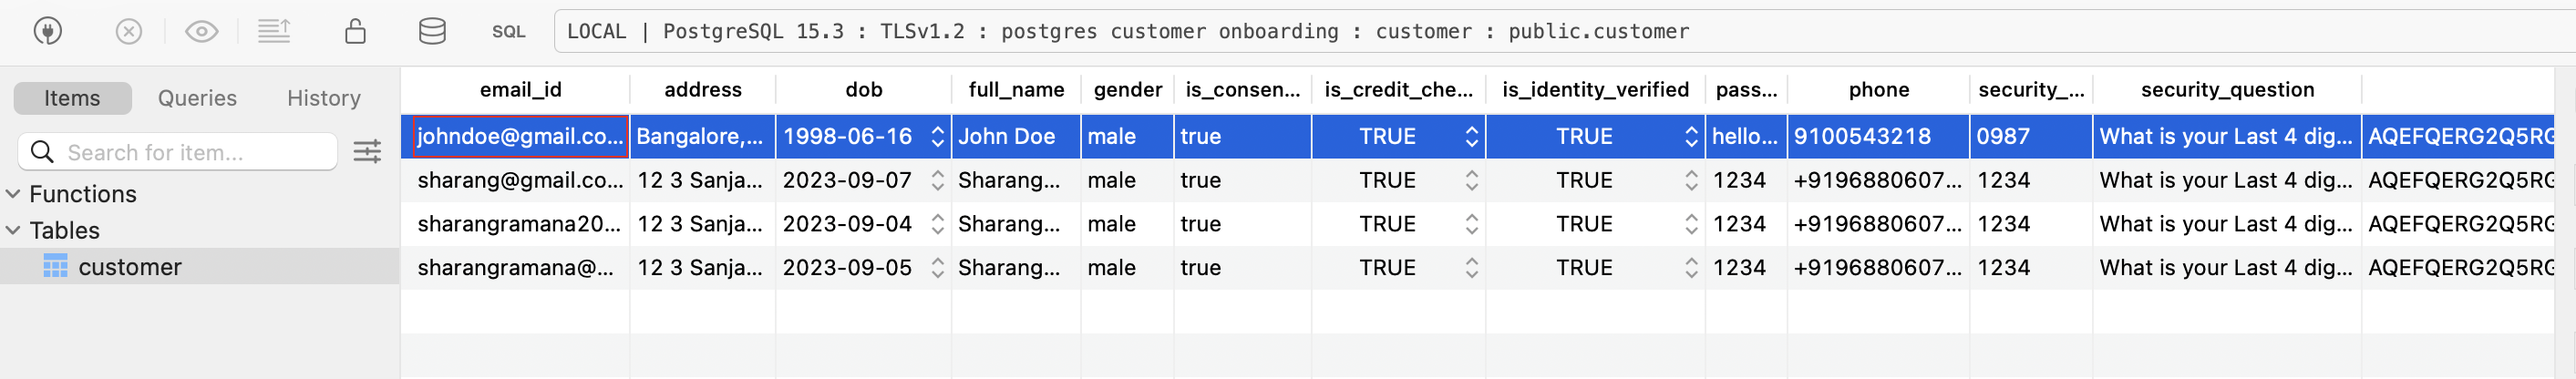 SQL LOCAL | PostgreSQL 15.3 : TLSv1.2 : postgres customer onboarding : customer : public.customer
Items Queries History
Search for item...
Functions
Tables
customer
email_id address dob full_name gender is_consen... is_credit_che... is_identity_verified pass... phone security_... security_question
johndoe@gmail.co... Bangalore,... 1998-06-16 John Doe male true TRUE TRUE hello... 9100543218 0987 What is your Last 4 dig... AQEFQERG2Q5RG
sharang@gmail.co... 12 3 Sanja... 2023-09-07 Sharang... male true TRUE TRUE 1234 +9196880607... 1234 What is your Last 4 dig... AQEFQERG2Q5RG
sharangramana20... 12 3 Sanja... 2023-09-04 Sharang... male true TRUE TRUE 1234 +9196880607... 1234 What is your Last 4 dig... AQEFQERG2Q5RG
sharangramana@... 12 3 Sanja... 2023-09-05 Sharang... male true TRUE TRUE 1234 +9196880607... 1234 What is your Last 4 dig... AQEFQERG2Q5RG